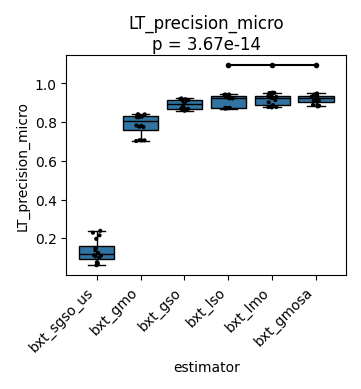 LT_precision_micro
p = 3.67e-14
LT_precision_micro
1.0
0.8
0.6
0.4
0.2
bxt_sgso_us
bxt_gmo
bxt_gso
bxt_lso
bxt_lmo
bxt_gmosa
estimator